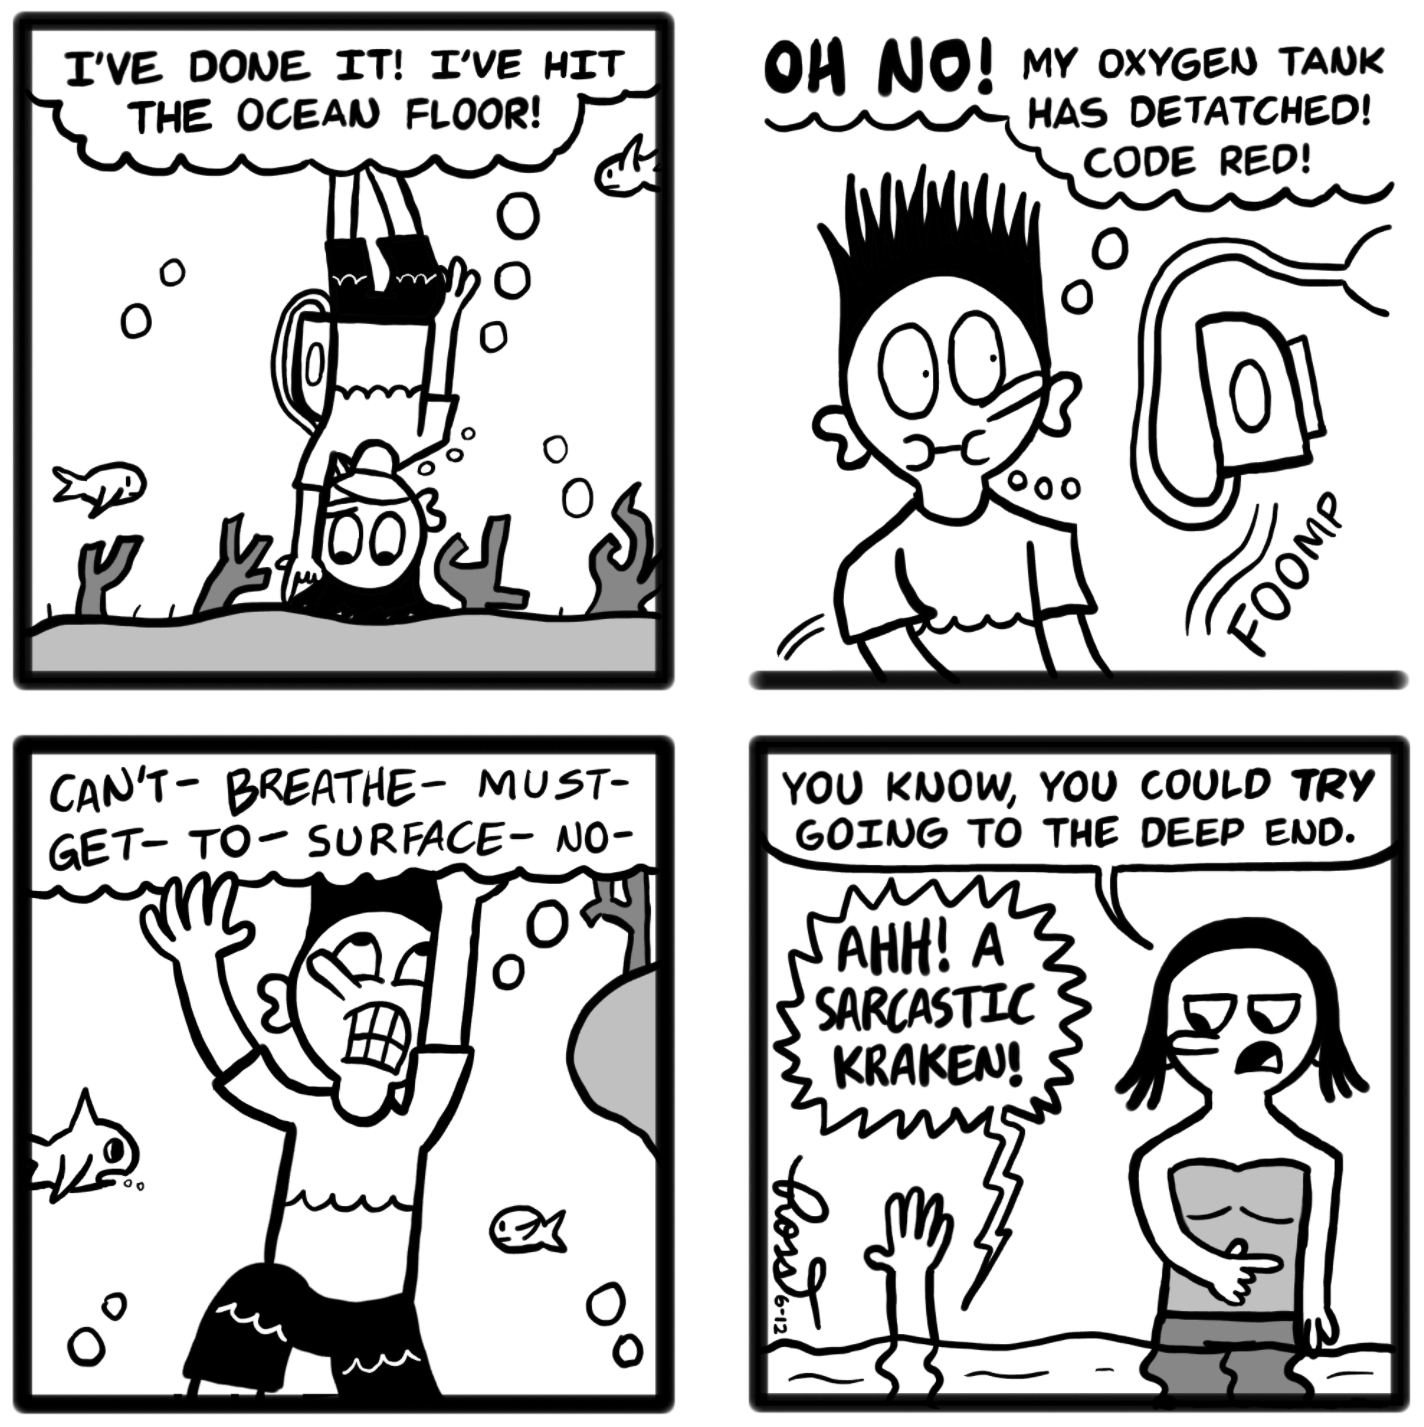 I'VE DONE IT! I'VE HIT
THE OCEAN FLOOR!
OH NO! MY OXYGEN TANK
HAS DETATCHED!
CODE RED!
FOOMP
CAN'T- BREATHE- MUST-
GET- TO- SURFACE- NO-
YOU KNOW, YOU COULD TRY
GOING TO THE DEEP END.
AHH! A
SARCASTIC
KRAKEN!
Ross
6-12